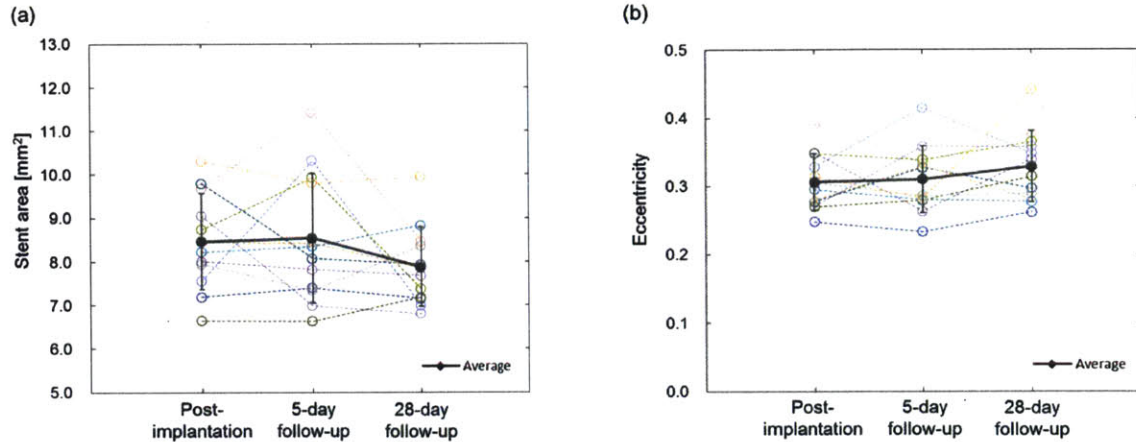 (a)
13.0
12.0
11.0
10.0
9.0
8.0
7.0
6.0
5.0
Stent area [mm²]
Average
Post-
implantation
5-day
follow-up
28-day
follow-up
(b)
0.5
0.4
0.3
0.2
0.1
0.0
Eccentricity
Average
Post-
implantation
5-day
follow-up
28-day
follow-up